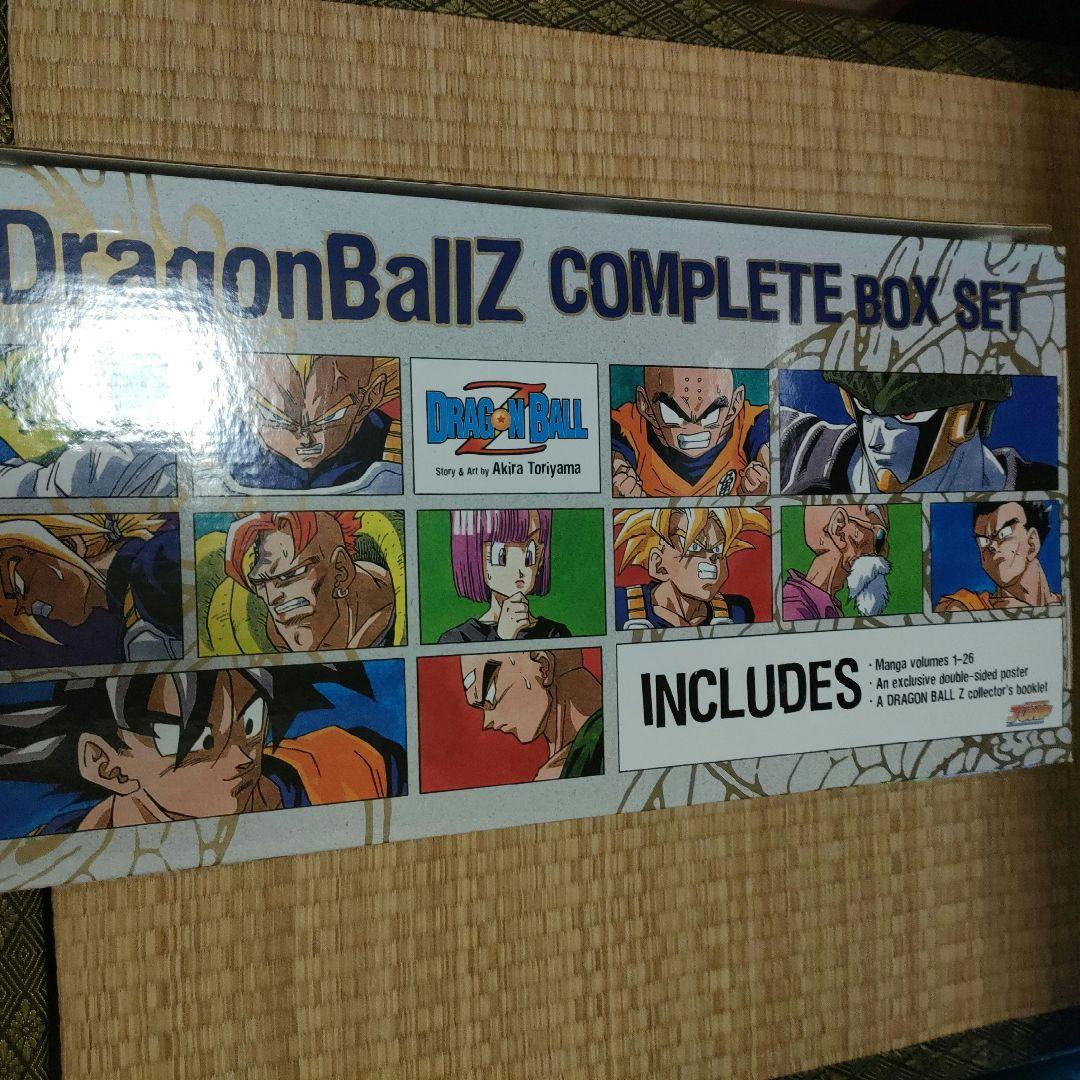 DragonBallZ COMPLETE BOX SET
DRAGON BALL
Z
Story & Art by Akira Toriyama
INCLUDES
· Manga volumes 1-26
· An exclusive double-sided poster
· A DRAGON BALL Z collector's booklet
JUMP